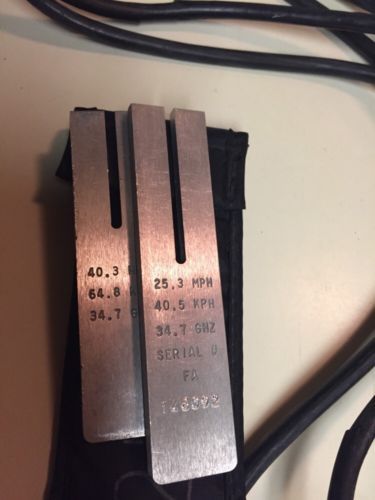 40.3
64.8
34.7 G
25.3 MPH
40.5 KPH
34.7 GHZ
SERIAL
FA